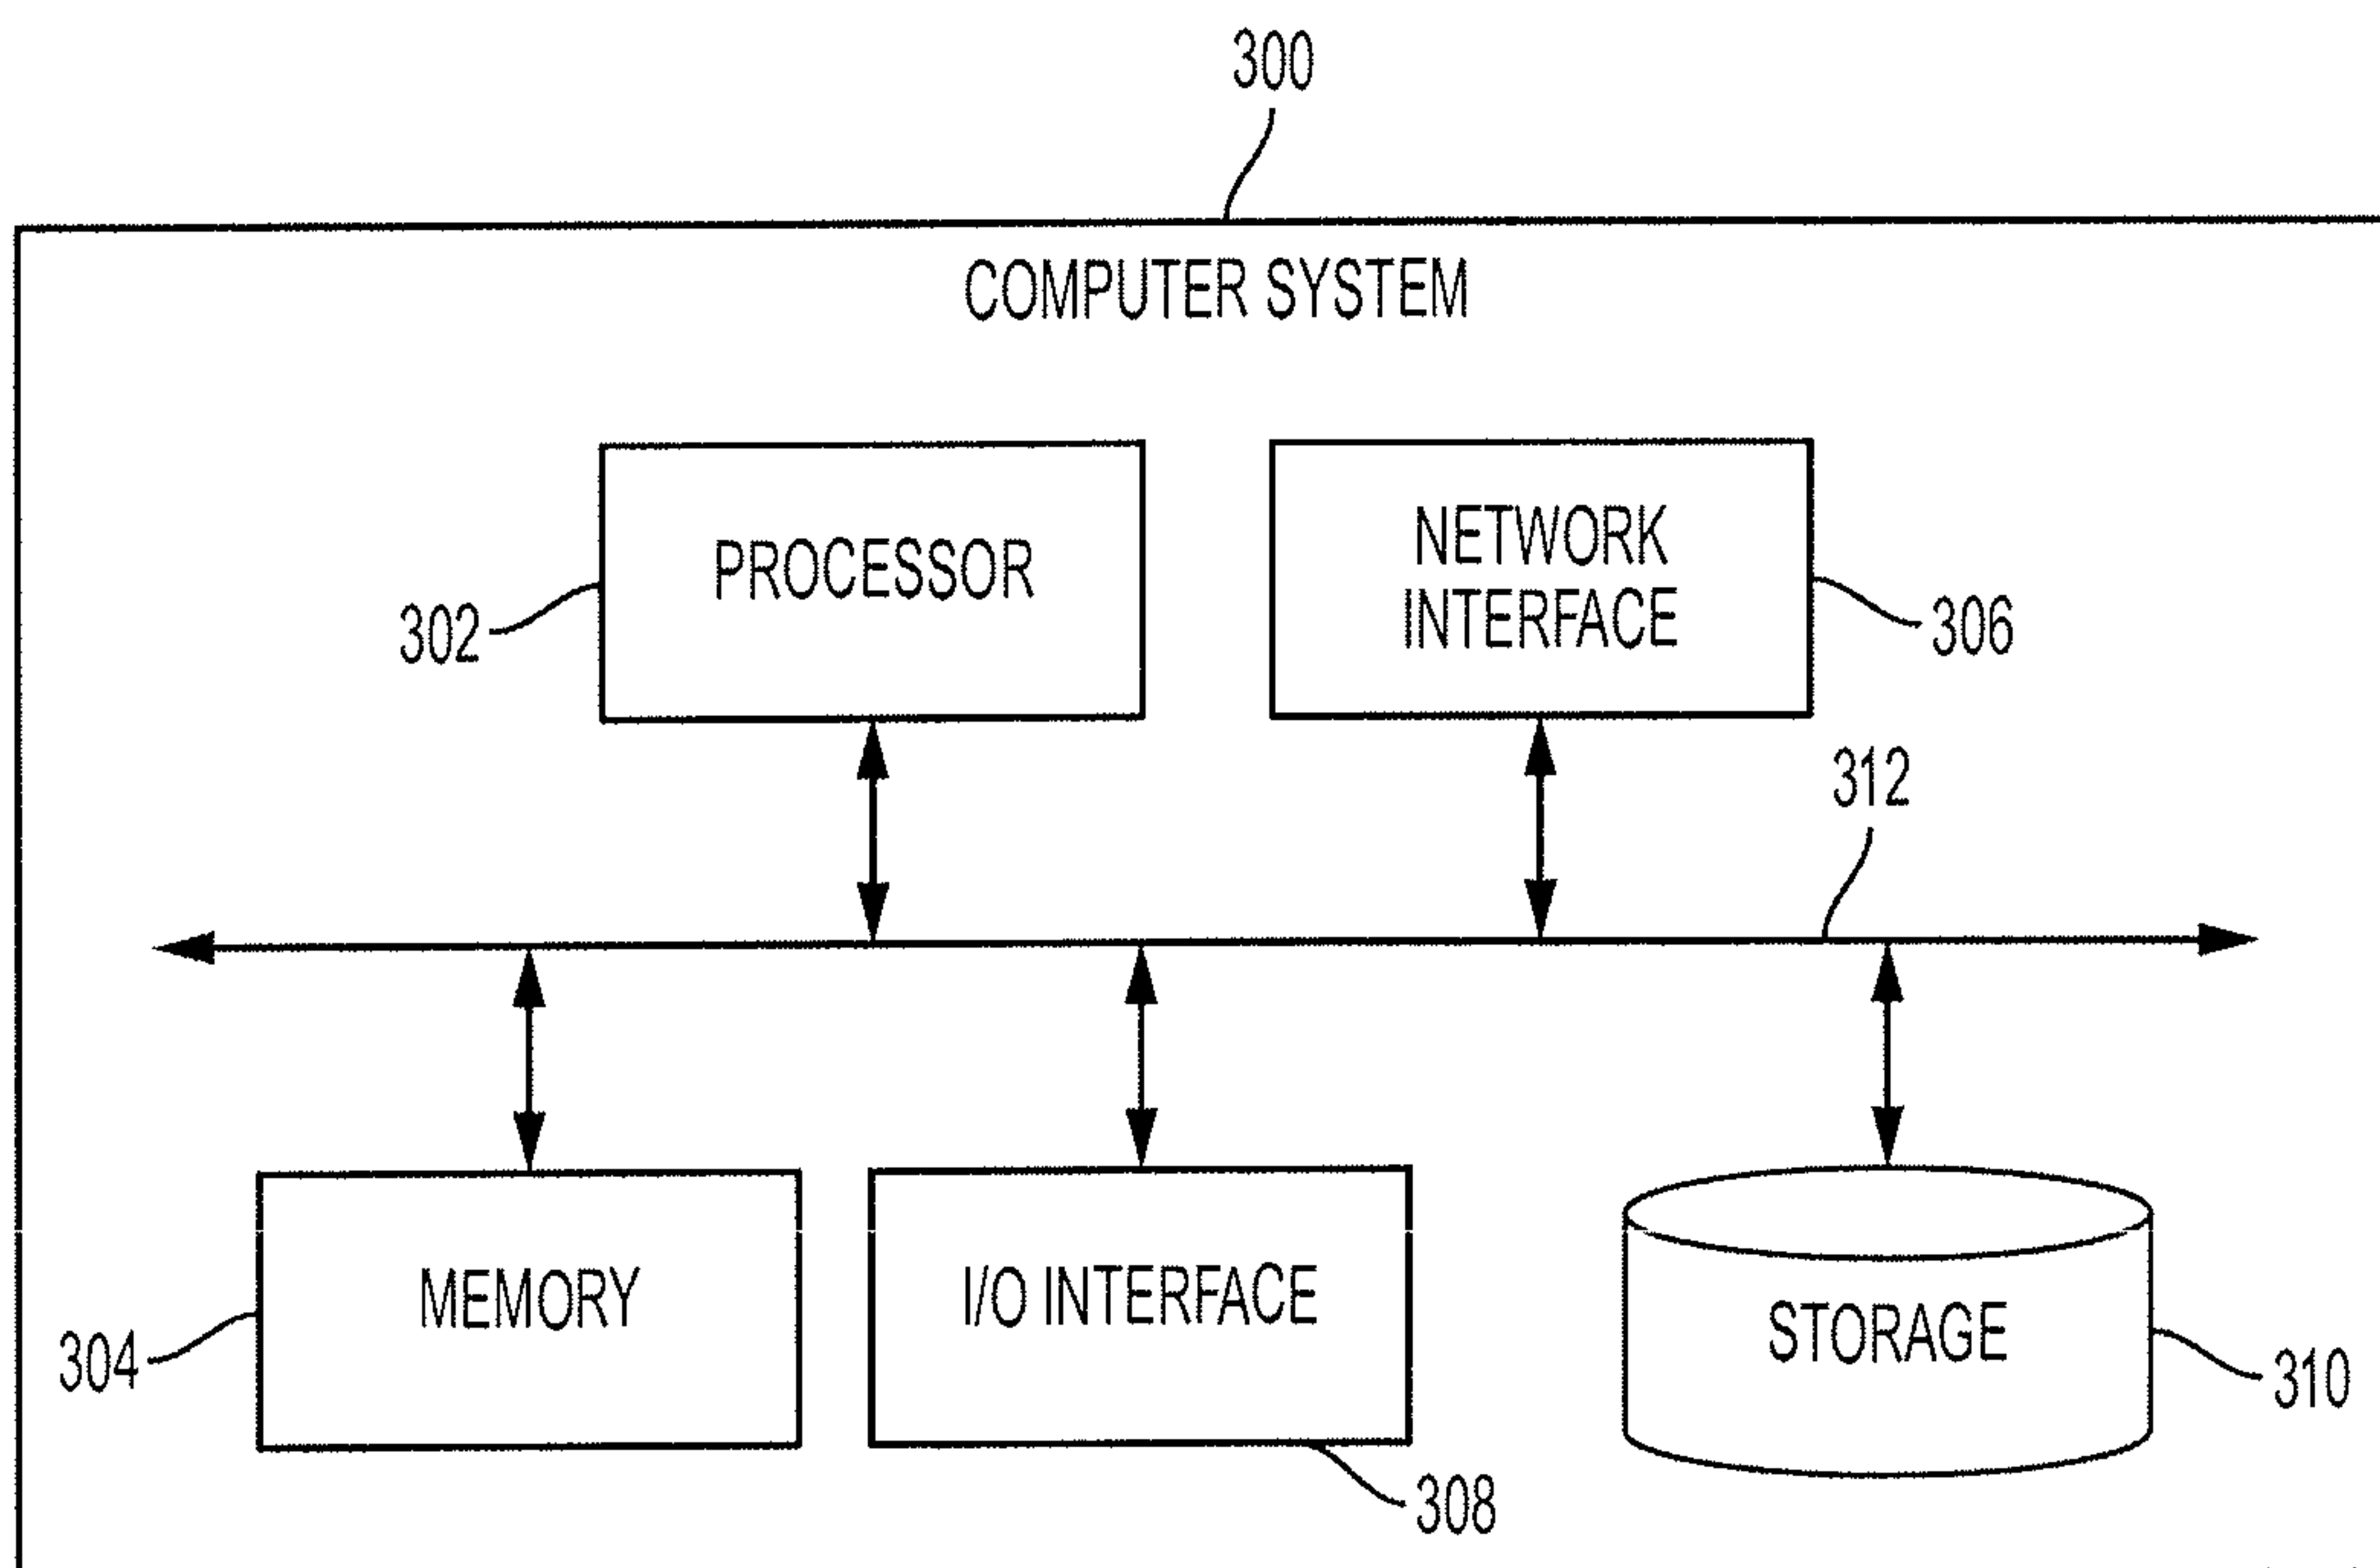 300
COMPUTER SYSTEM
PROCESSOR
NETWORK
INTERFACE
302
306
312
MEMORY
I/O INTERFACE
STORAGE
304
310
308